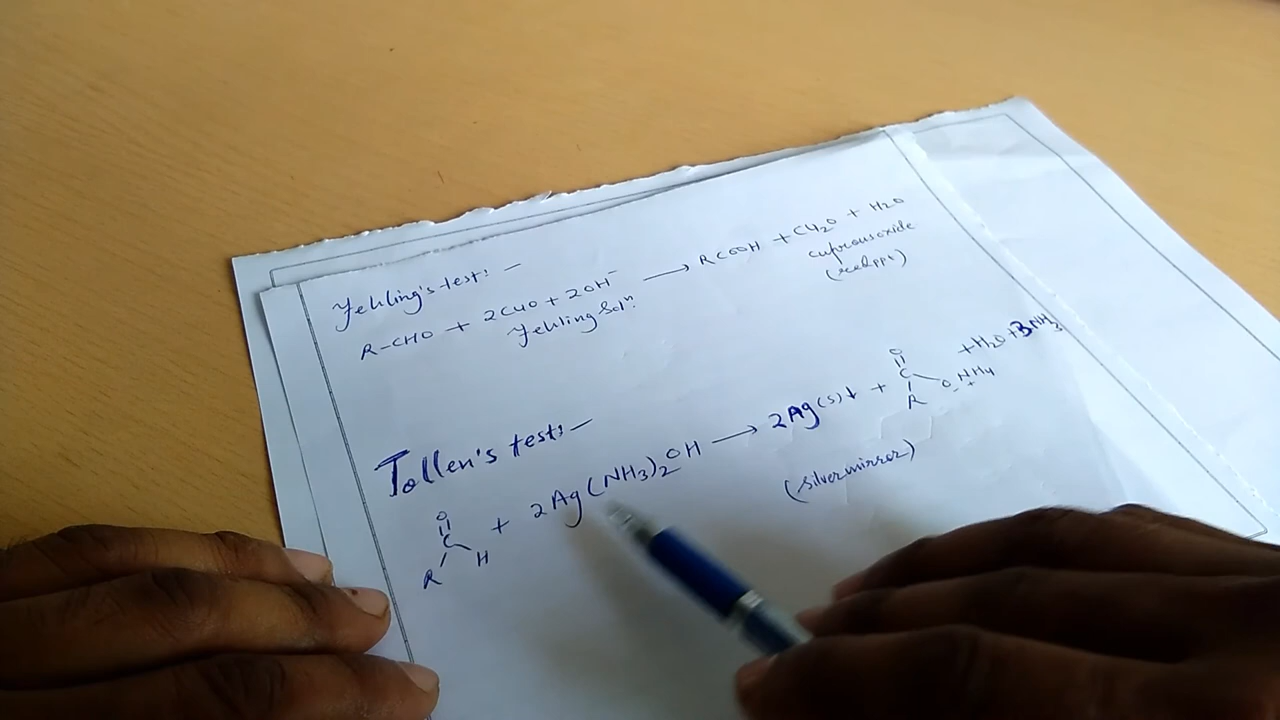 Fehling's test:-
R-CHO + 2CuO + 2OH⁻ → RCOOH + Cu₂O + H₂O
Fehling Solⁿ.
cuprous oxide
(red ppt)
Tollen's test:-
R-C(=O)-H + 2Ag(NH₃)₂OH → 2Ag(s)↓ + R-C(=O)-O⁻ N⁺H₄ + H₂O + 3NH₃
(silver mirror)